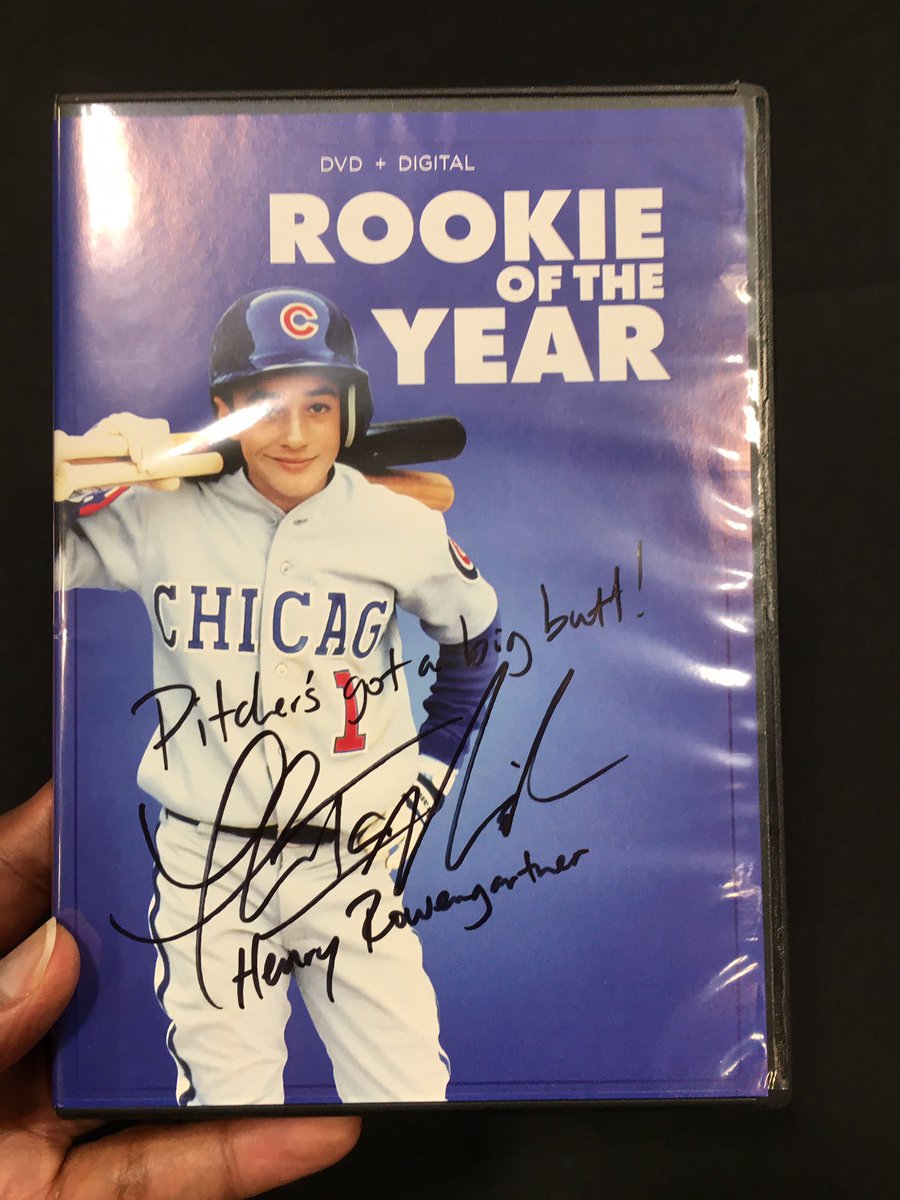 DVD + DIGITAL
ROOKIE
OF THE
YEAR
C
CHICAG
1
Pitcher's got a big butt!
Henry Rowengartner